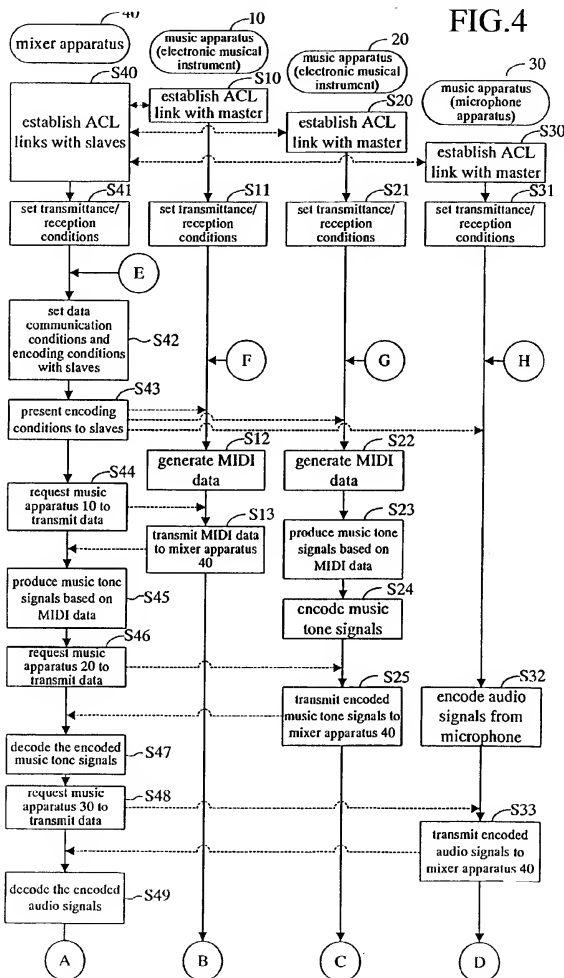 FIG.4
40
mixer apparatus
10
music apparatus
(electronic musical
instrument)
20
music apparatus
(electronic musical
instrument)
30
music apparatus
(microphone
apparatus)
S40
establish ACL
links with slaves
S10
establish ACL
link with master
S20
establish ACL
link with master
S30
establish ACL
link with master
S41
set transmittance/
reception
conditions
S11
set transmittance/
reception
conditions
S21
set transmittance/
reception
conditions
S31
set transmittance/
reception
conditions
E
set data
communication
conditions and
encoding conditions
with slaves
S42
F
G
H
S43
present encoding
conditions to slaves
S12
generate MIDI
data
S22
generate MIDI
data
S44
request music
apparatus 10 to
transmit data
S13
transmit MIDI data
to mixer apparatus
40
S23
produce music tone
signals based on
MIDI data
produce music tone
signals based on
MIDI data
S45
S24
encode music
tone signals
S46
request music
apparatus 20 to
transmit data
S25
transmit encoded
music tone signals to
mixer apparatus 40
S32
encode audio
signals from
microphone
decode the encoded
music tone signals
S47
request music
apparatus 30 to
transmit data
S48
S33
transmit encoded
audio signals to
mixer apparatus 40
decode the encoded
audio signals
S49
A
B
C
D